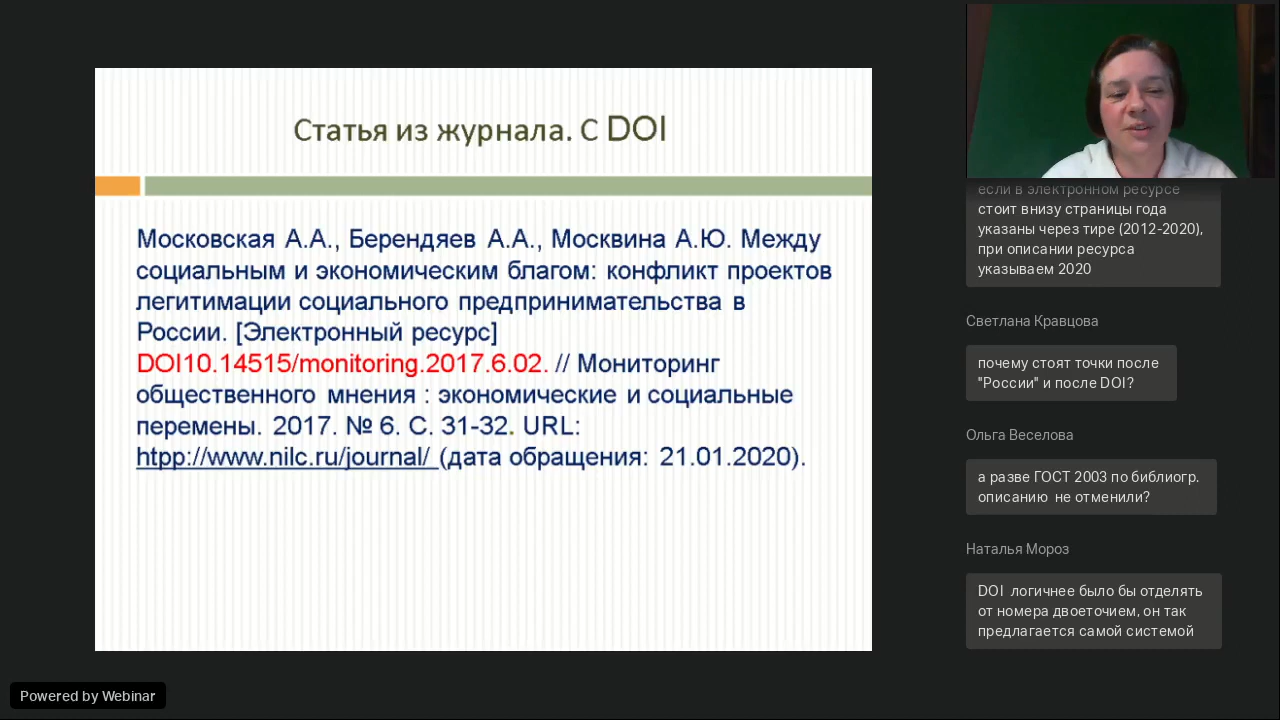 Статья из журнала. С DOI
Московская А.А., Берендяев А.А., Москвина А.Ю. Между
социальным и экономическим благом: конфликт проектов
легитимации социального предпринимательства в
России. [Электронный ресурс]
DOI10.14515/monitoring.2017.6.02. // Мониторинг
общественного мнения : экономические и социальные
перемены. 2017. № 6. С. 31-32. URL:
htpp://www.nilc.ru/journal/ (дата обращения: 21.01.2020).
если в электронном ресурсе
стоит внизу страницы года
указаны через тире (2012-2020),
при описании ресурса
указываем 2020
Светлана Кравцова
почему стоят точки после
"России" и после DOI?
Ольга Веселова
а разве ГОСТ 2003 по библиогр.
описанию не отменили?
Наталья Мороз
DOI логичнее было бы отделять
от номера двоеточием, он так
предлагается самой системой
Powered by Webinar